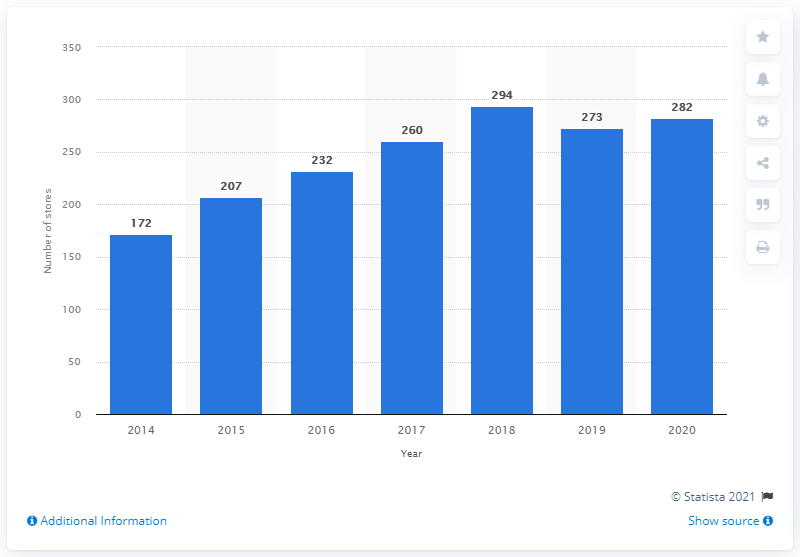 350
300
250
200
150
100
50
0
Number of stores
172
207
232
260
294
273
282
2014 2015 2016 2017 2018 2019 2020
Year
© Statista 2021
Additional Information
Show source